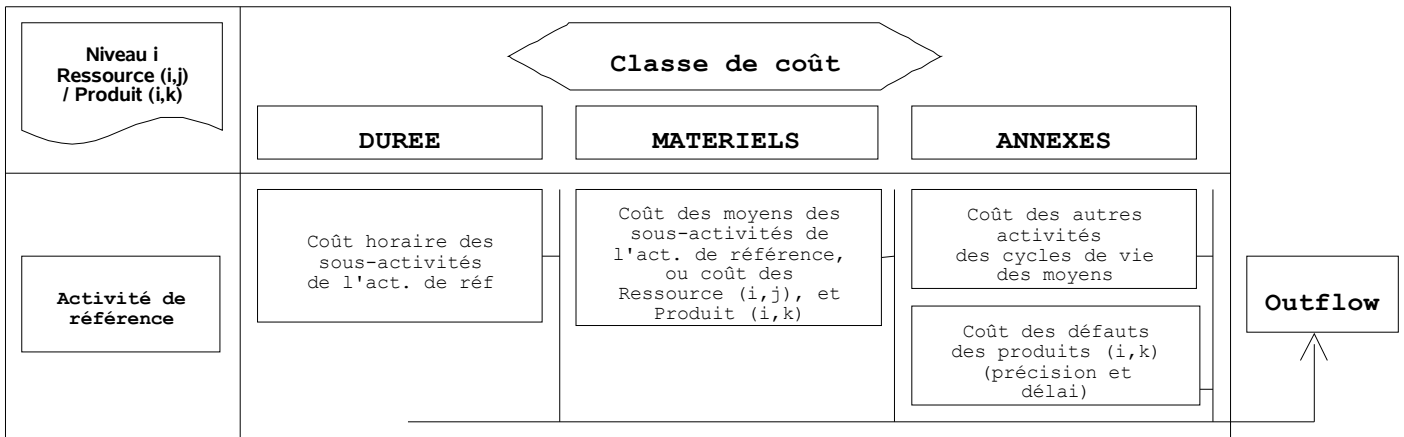 Niveau i
Ressource (i,j)
/ Produit (i,k)
Classe de coût
DUREE
MATERIELS
ANNEXES
Activité de
référence
Coût horaire des
sous-activités
de l'act. de réf
Coût des moyens des
sous-activités de
l'act. de référence,
ou coût des
Ressource (i,j), et
Produit (i,k)
Coût des autres
activités
des cycles de vie
des moyens
Coût des défauts
des produits (i,k)
(précision et
délai)
Outflow